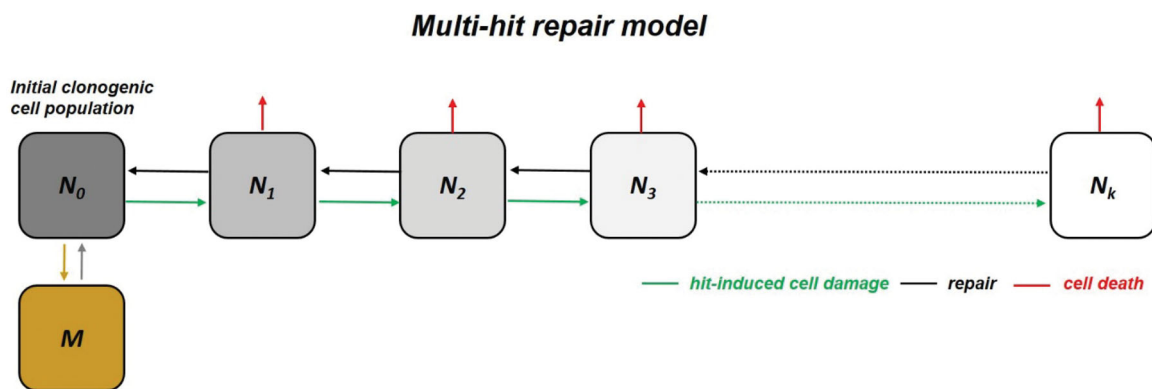 Multi-hit repair model
Initial clonogenic
cell population
N0 N1 N2 N3 Nk
M
hit-induced cell damage repair cell death